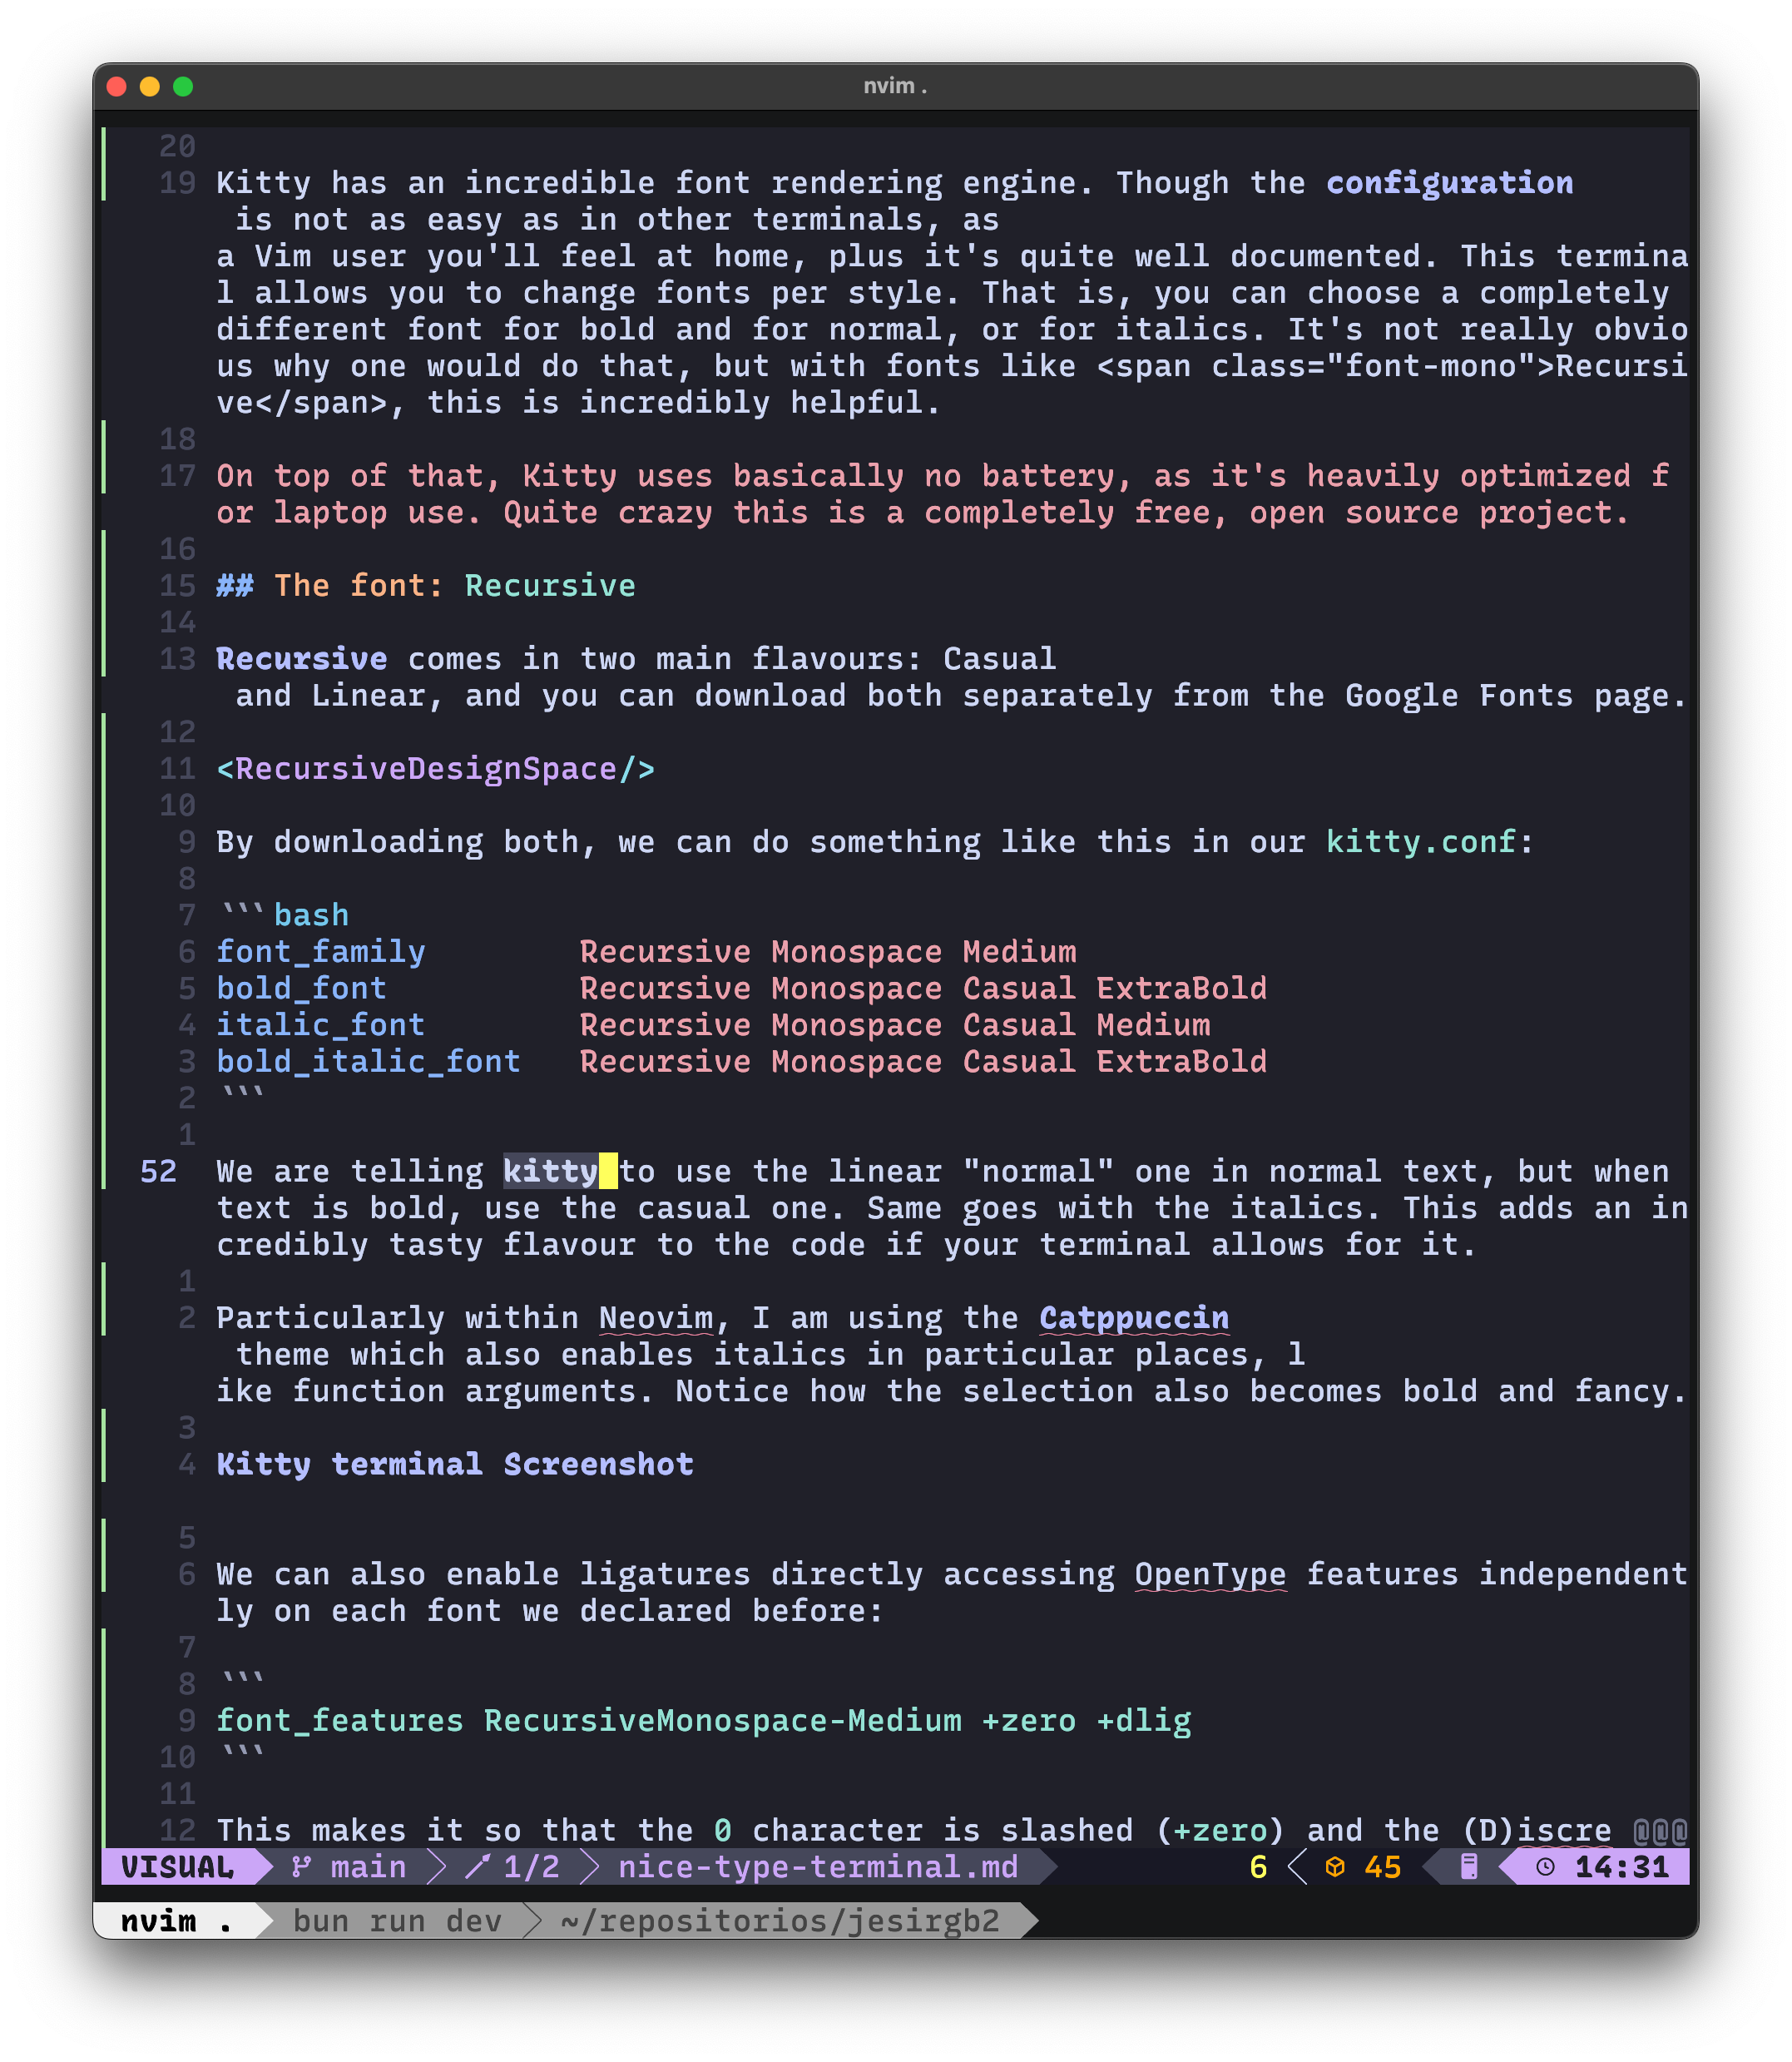 nvim .
20
19 Kitty has an incredible font rendering engine. Though the configuration
is not as easy as in other terminals, as
a Vim user you'll feel at home, plus it's quite well documented. This termina
l allows you to change fonts per style. That is, you can choose a completely
different font for bold and for normal, or for italics. It's not really obvio
us why one would do that, but with fonts like <span class="font-mono">Recursi
ve</span>, this is incredibly helpful.
18
17 On top of that, Kitty uses basically no battery, as it's heavily optimized f
or laptop use. Quite crazy this is a completely free, open source project.
16
15 ## The font: Recursive
14
13 Recursive comes in two main flavours: Casual
and Linear, and you can download both separately from the Google Fonts page.
12
11 <RecursiveDesignSpace/>
10
9 By downloading both, we can do something like this in our kitty.conf:
8
7 ```bash
6 font_family Recursive Monospace Medium
5 bold_font Recursive Monospace Casual ExtraBold
4 italic_font Recursive Monospace Casual Medium
3 bold_italic_font Recursive Monospace Casual ExtraBold
2 ```
1
52 We are telling kitty to use the linear "normal" one in normal text, but when
text is bold, use the casual one. Same goes with the italics. This adds an in
credibly tasty flavour to the code if your terminal allows for it.
1
2 Particularly within Neovim, I am using the Catppuccin
theme which also enables italics in particular places, l
ike function arguments. Notice how the selection also becomes bold and fancy.
3
4 Kitty terminal Screenshot
5
6 We can also enable ligatures directly accessing OpenType features independent
ly on each font we declared before:
7
8 ```
9 font_features RecursiveMonospace-Medium +zero +dlig
10 ```
11
12 This makes it so that the 0 character is slashed (+zero) and the (D)iscre @@@
VISUAL main 1/2 nice-type-terminal.md 6 45 14:31
nvim . bun run dev ~/repositorios/jesirgb2